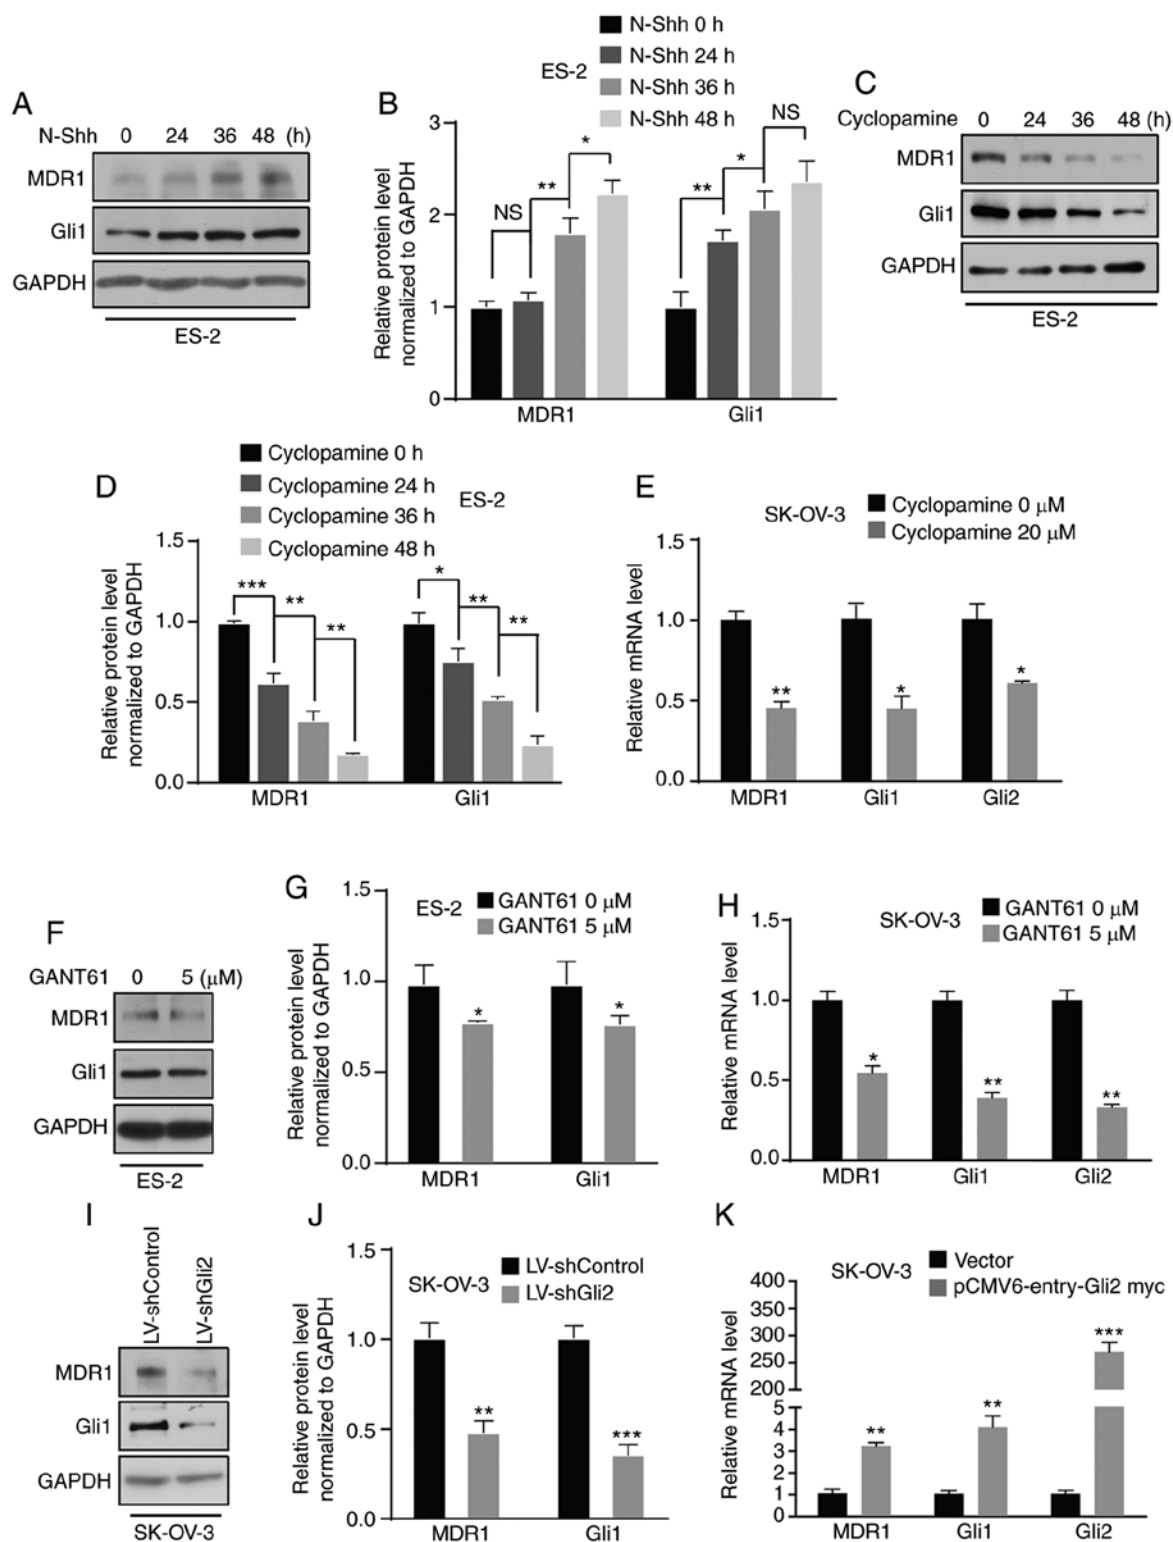 A
N-Shh 0 24 36 48 (h)
MDR1
Gli1
GAPDH
ES-2
B
ES-2
N-Shh 0 h
N-Shh 24 h
N-Shh 36 h
N-Shh 48 h
Relative protein level
normalized to GAPDH
3
2
1
0
NS
**
*
**
*
NS
MDR1 Gli1
C
Cyclopamine 0 24 36 48 (h)
MDR1
Gli1
GAPDH
ES-2
D
Cyclopamine 0 h
Cyclopamine 24 h
Cyclopamine 36 h
Cyclopamine 48 h
ES-2
Relative protein level
normalized to GAPDH
1.5
1.0
0.5
0.0
***
**
**
*
**
**
MDR1 Gli1
E
SK-OV-3
Cyclopamine 0 μM
Cyclopamine 20 μM
Relative mRNA level
1.5
1.0
0.5
0.0
**
*
*
MDR1 Gli1 Gli2
F
GANT61 0 5 (μM)
MDR1
Gli1
GAPDH
ES-2
G
ES-2
GANT61 0 μM
GANT61 5 μM
Relative protein level
normalized to GAPDH
1.5
1.0
0.5
0.0
*
*
MDR1 Gli1
H
SK-OV-3
GANT61 0 μM
GANT61 5 μM
Relative mRNA level
1.5
1.0
0.5
0.0
*
**
**
MDR1 Gli1 Gli2
I
LV-shControl
LV-shGli2
MDR1
Gli1
GAPDH
SK-OV-3
J
SK-OV-3
LV-shControl
LV-shGli2
Relative protein level
normalized to GAPDH
1.5
1.0
0.5
0.0
**
***
MDR1 Gli1
K
SK-OV-3
Vector
pCMV6-entry-Gli2 myc
Relative mRNA level
400
350
300
250
200
5
4
3
2
1
0
**
**
***
MDR1 Gli1 Gli2